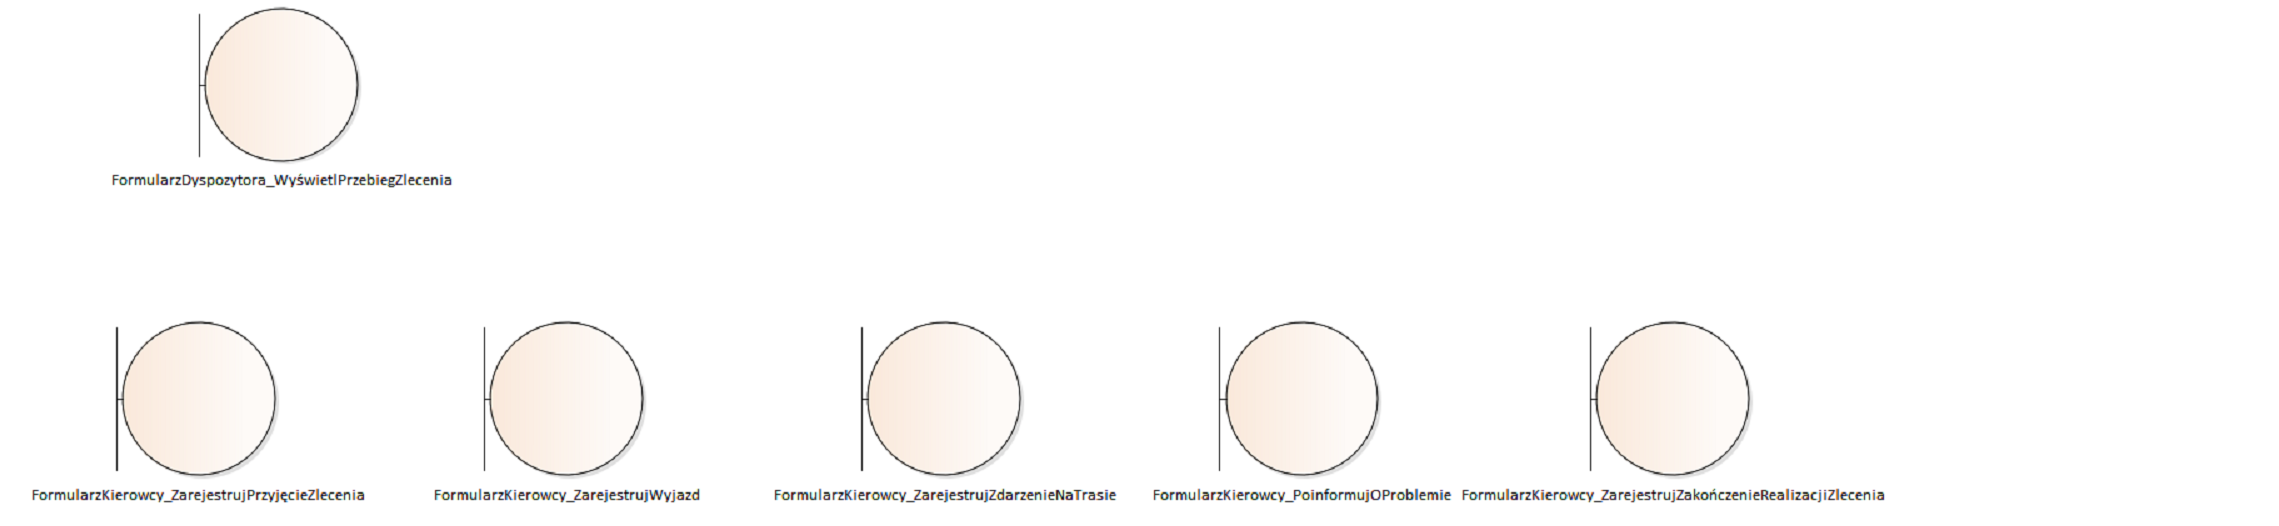 FormularzDyspozytora_WyświetlPrzebiegZlecenia
FormularzKierowcy_ZarejestrujPrzyjęcieZlecenia
FormularzKierowcy_ZarejestrujWyjazd
FormularzKierowcy_ZarejestrujZdarzenieNaTrasie
FormularzKierowcy_PoinformujOProblemie
FormularzKierowcy_ZarejestrujZakończenieRealizacjiZlecenia